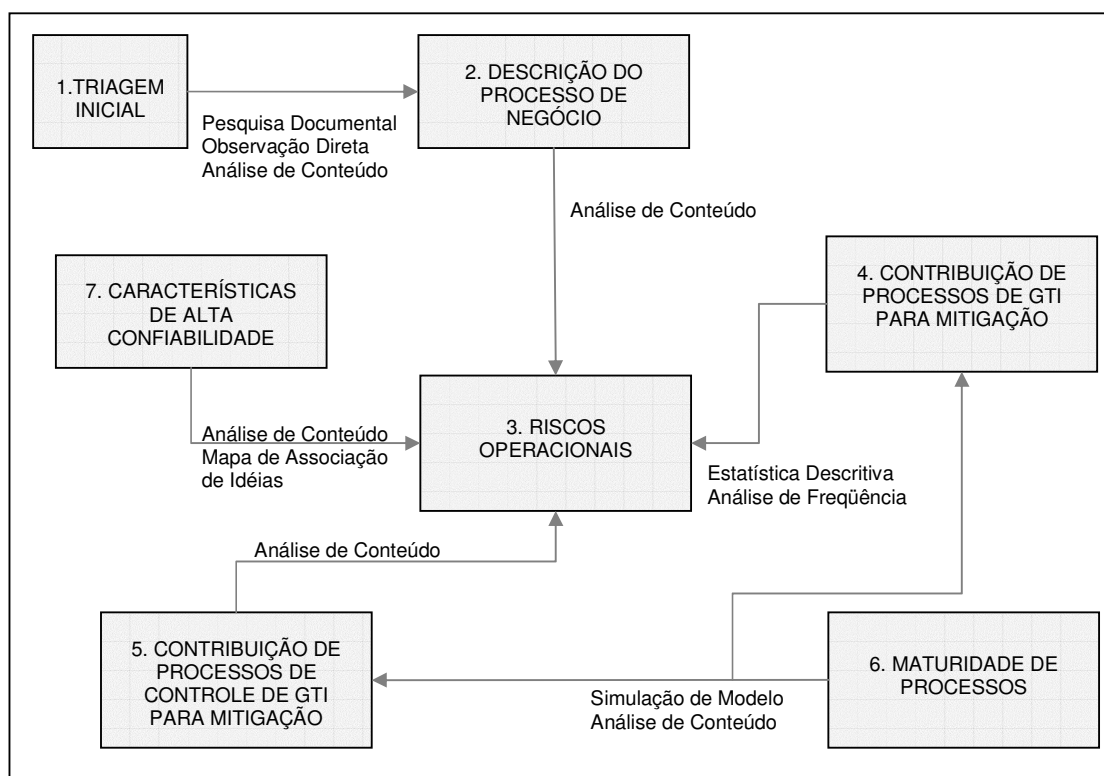 1.TRIAGEM
INICIAL
2. DESCRIÇÃO DO
PROCESSO DE
NEGÓCIO
Pesquisa Documental
Observação Direta
Análise de Conteúdo
Análise de Conteúdo
7. CARACTERÍSTICAS
DE ALTA
CONFIABILIDADE
4. CONTRIBUIÇÃO DE
PROCESSOS DE GTI
PARA MITIGAÇÃO
3. RISCOS
OPERACIONAIS
Análise de Conteúdo
Mapa de Associação
de Idéias
Estatística Descritiva
Análise de Freqüência
Análise de Conteúdo
5. CONTRIBUIÇÃO DE
PROCESSOS DE
CONTROLE DE GTI
PARA MITIGAÇÃO
6. MATURIDADE DE
PROCESSOS
Simulação de Modelo
Análise de Conteúdo